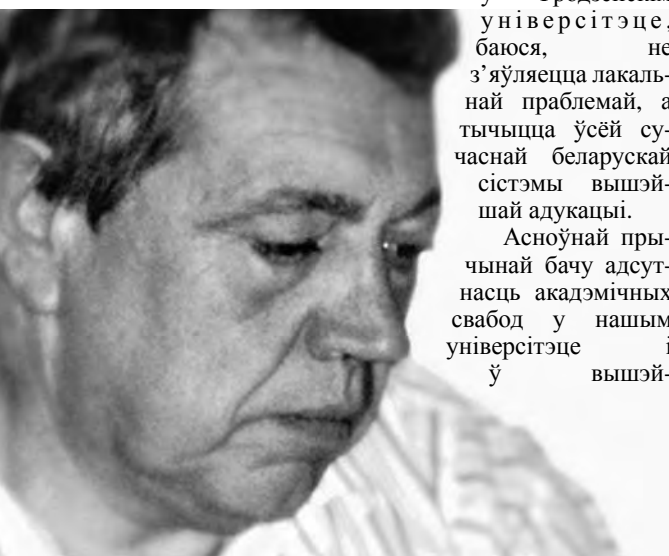 універсітэце,
баюся, не
з’яўляецца лакаль-
най праблемай, а
тычыцца ўсёй су-
часнай беларускай
сістэмы вышэй-
шай адукацыі.
Асноўнай пры-
чынай бачу адсут-
насць акадэмічных
свабод у нашым
універсітэце і
ў вышэй-